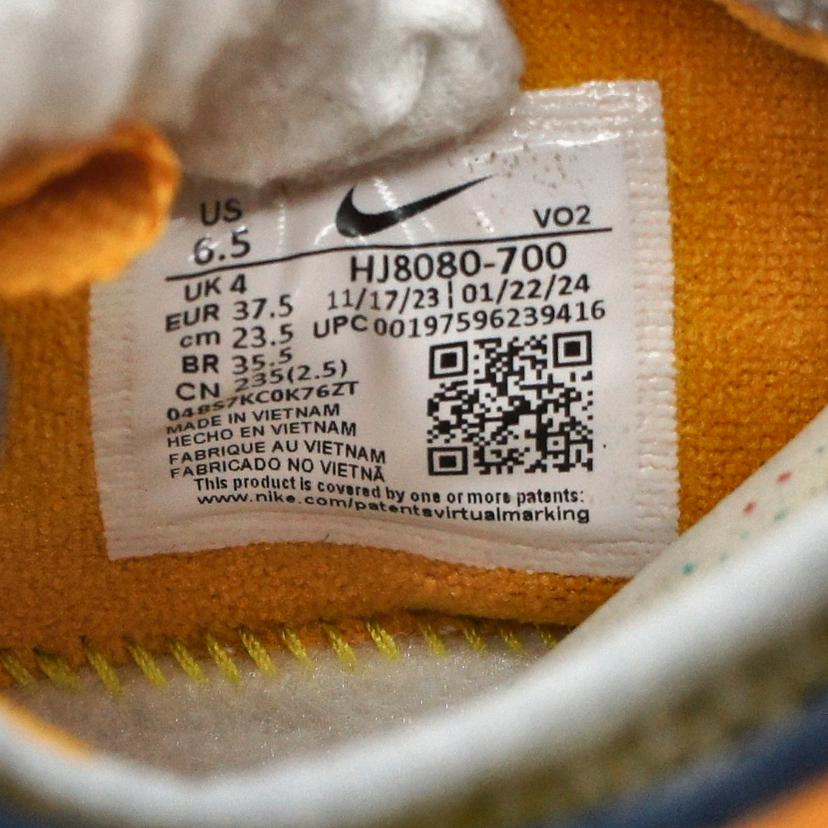 US
6.5
VO2
UK 4
EUR 37.5
cm 23.5
BR 35.5
CN 235(2.5)
HJ8080-700
11/17/23 | 01/22/24
UPC 00197596239416
048S7KC0K76ZT
MADE IN VIETNAM
HECHO EN VIETNAM
FABRIQUE AU VIETNAM
FABRICADO NO VIETNÃ
This product is covered by one or more patents:
www.nike.com/patentsvirtualmarking